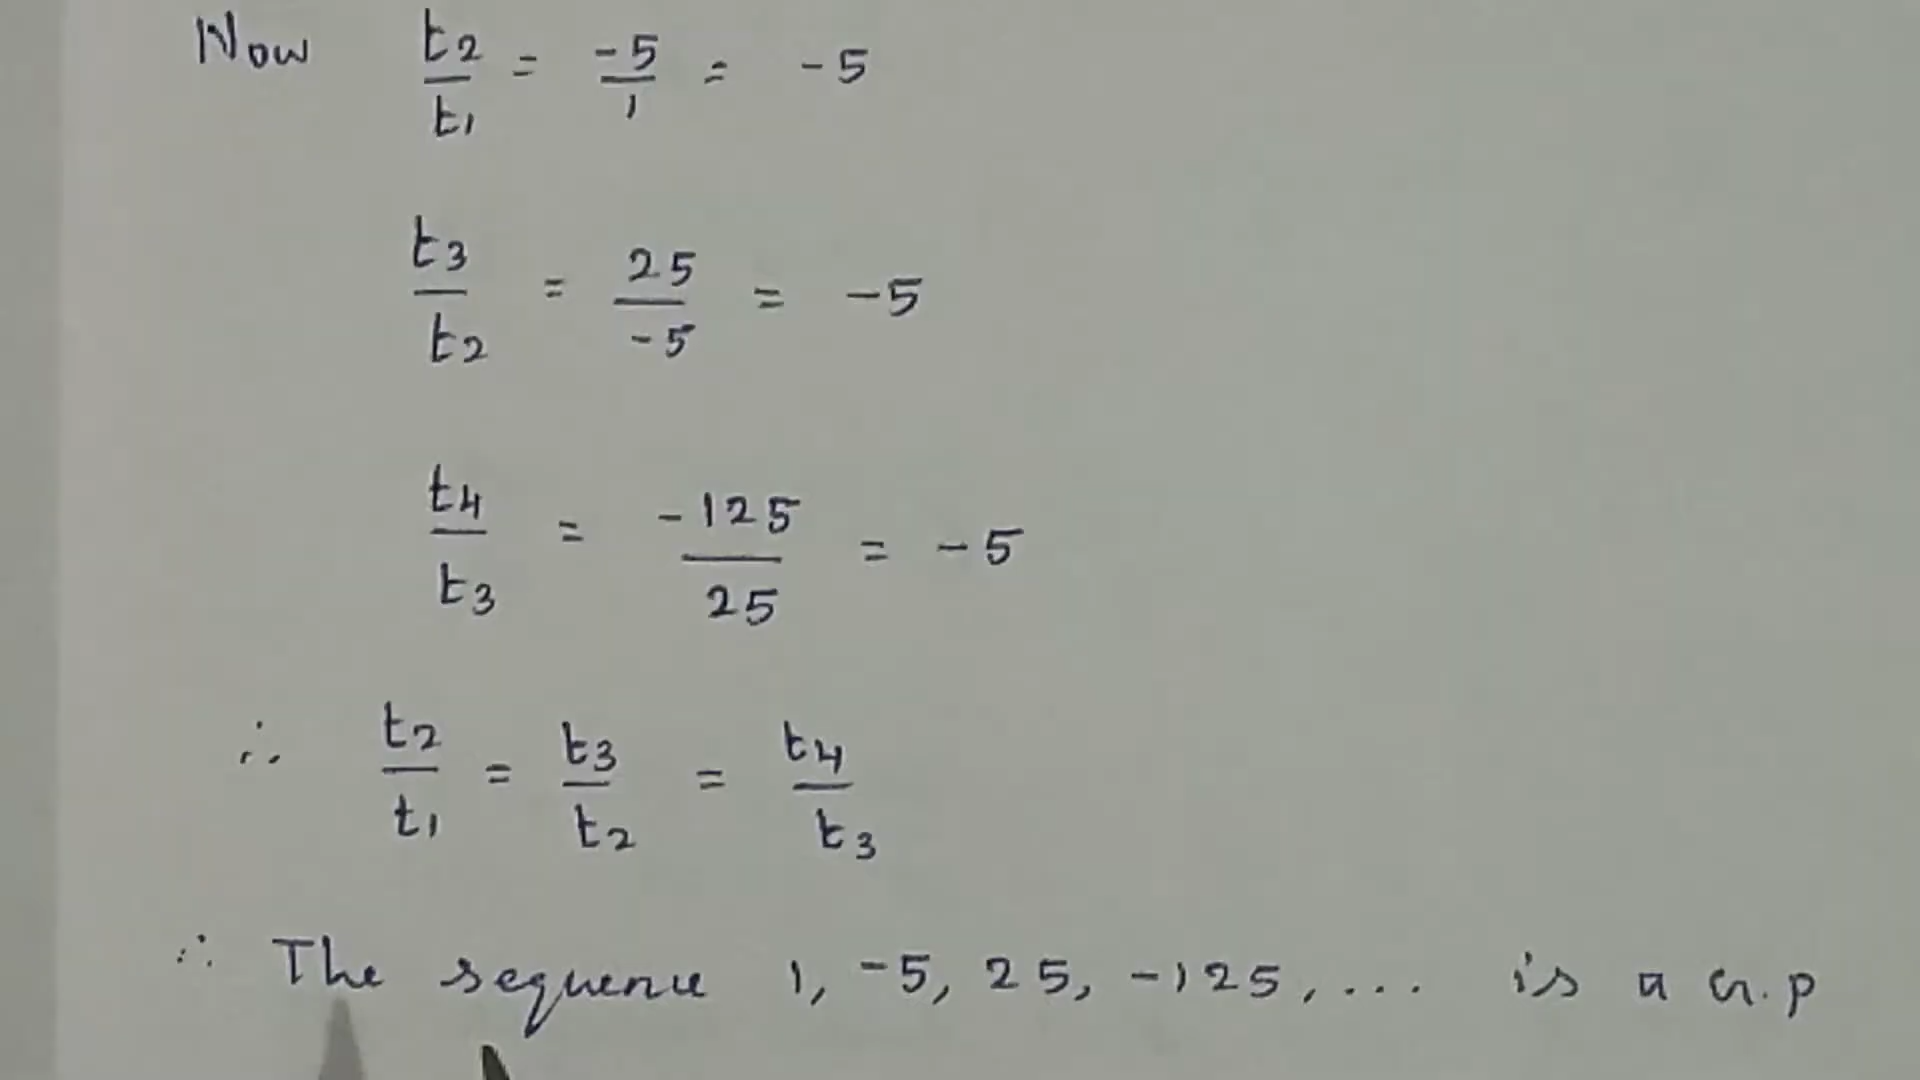 Now t2/t1 = -5/1 = -5
t3/t2 = 25/-5 = -5
t4/t3 = -125/25 = -5
∴ t2/t1 = t3/t2 = t4/t3
∴ The sequence 1, -5, 25, -125, ... is a G.P